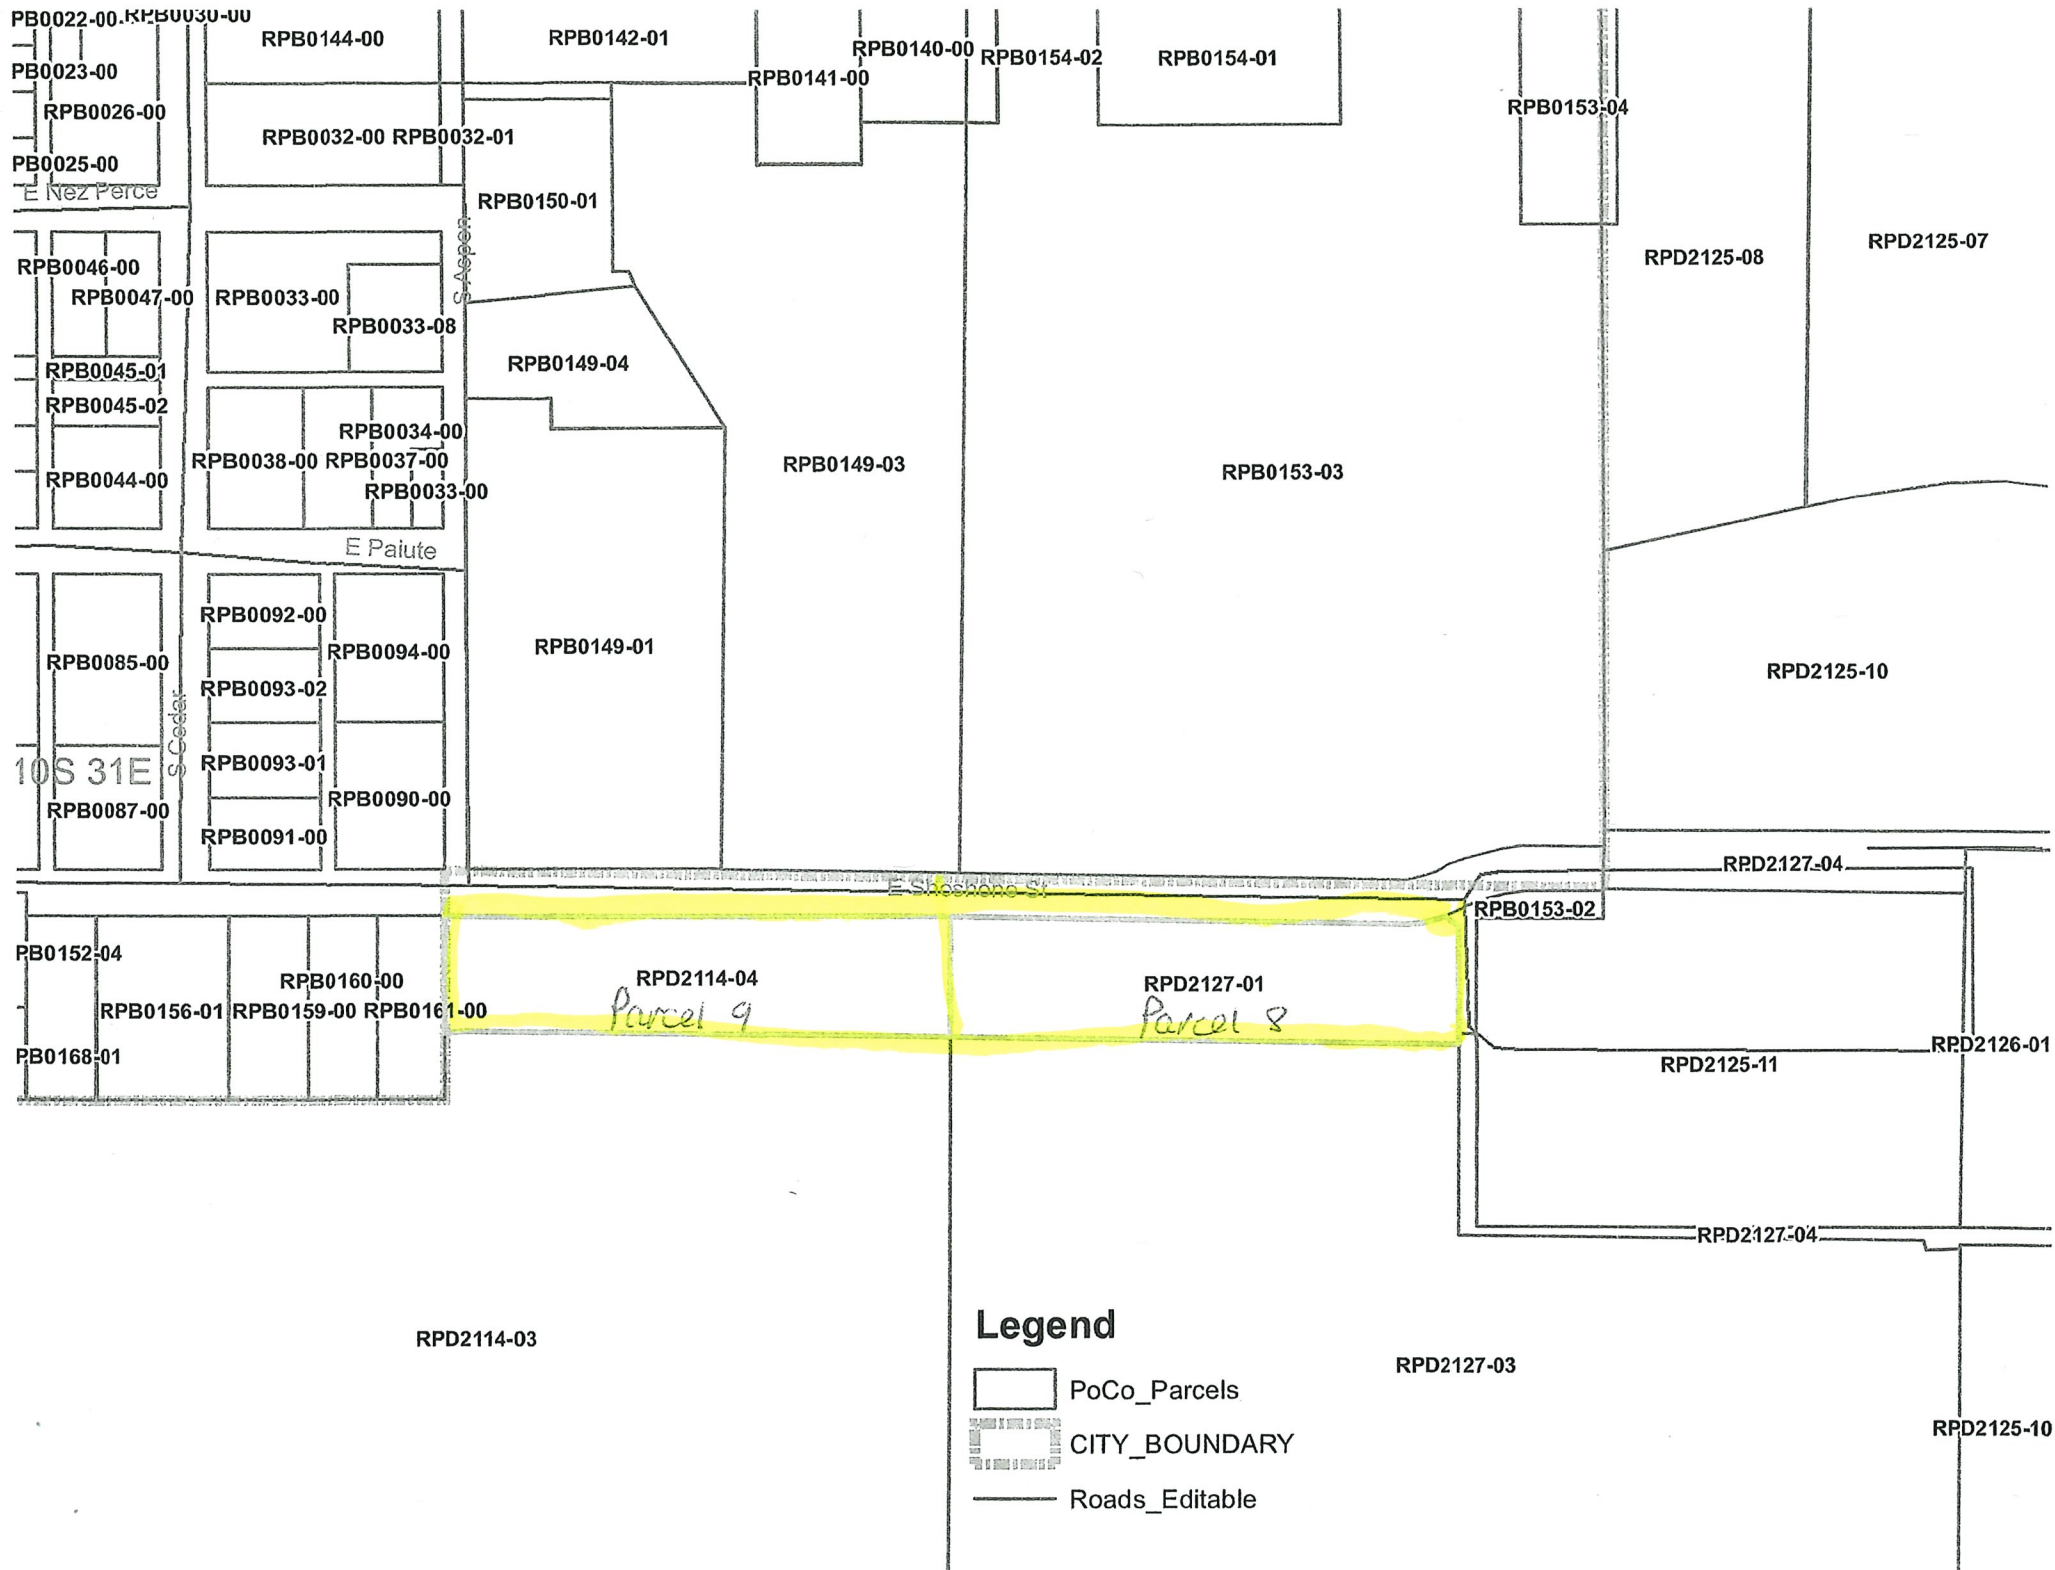 PB0022-00
RPB0030-00
RPB0144-00
RPB0142-01
RPB0140-00
RPB0154-02
RPB0154-01
PB0023-00
RPB0141-00
RPB0026-00
RPB0153-04
RPB0032-00
RPB0032-01
PB0025-00
E Nez Perce
RPB0150-01
S Aspen
RPD2125-08
RPD2125-07
RPB0046-00
RPB0047-00
RPB0033-00
RPB0033-08
RPB0149-04
RPB0045-01
RPB0045-02
RPB0034-00
RPB0038-00
RPB0037-00
RPB0149-03
RPB0153-03
RPB0044-00
RPB0033-00
E Paiute
RPB0092-00
RPB0094-00
RPB0149-01
RPB0085-00
RPD2125-10
RPB0093-02
S Cedar
10S 31E
RPB0093-01
RPB0090-00
RPB0087-00
RPB0091-00
RPD2127-04
E Shoshone St
RPB0153-02
PB0152-04
RPB0160-00
RPD2114-04
RPD2127-01
RPB0156-01
RPB0159-00
RPB0161-00
Parcel 9
Parcel 8
PB0168-01
RPD2126-01
RPD2125-11
RPD2127-04
Legend
RPD2114-03
RPD2127-03
PoCo_Parcels
RPD2125-10
CITY_BOUNDARY
Roads_Editable